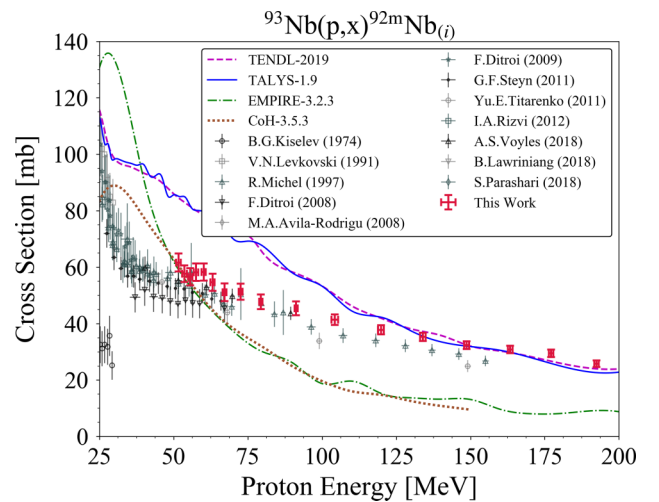 ⁹³Nb(p,x)⁹²ᵐNb₍ᵢ₎
Cross Section [mb]
140
120
100
80
60
40
20
0
TENDL-2019
TALYS-1.9
EMPIRE-3.2.3
CoH-3.5.3
B.G.Kiselev (1974)
V.N.Levkovski (1991)
R.Michel (1997)
F.Ditroi (2008)
M.A.Avila-Rodrigu (2008)
F.Ditroi (2009)
G.F.Steyn (2011)
Yu.E.Titarenko (2011)
I.A.Rizvi (2012)
A.S.Voyles (2018)
B.Lawriniang (2018)
S.Parashari (2018)
This Work
25 50 75 100 125 150 175 200
Proton Energy [MeV]